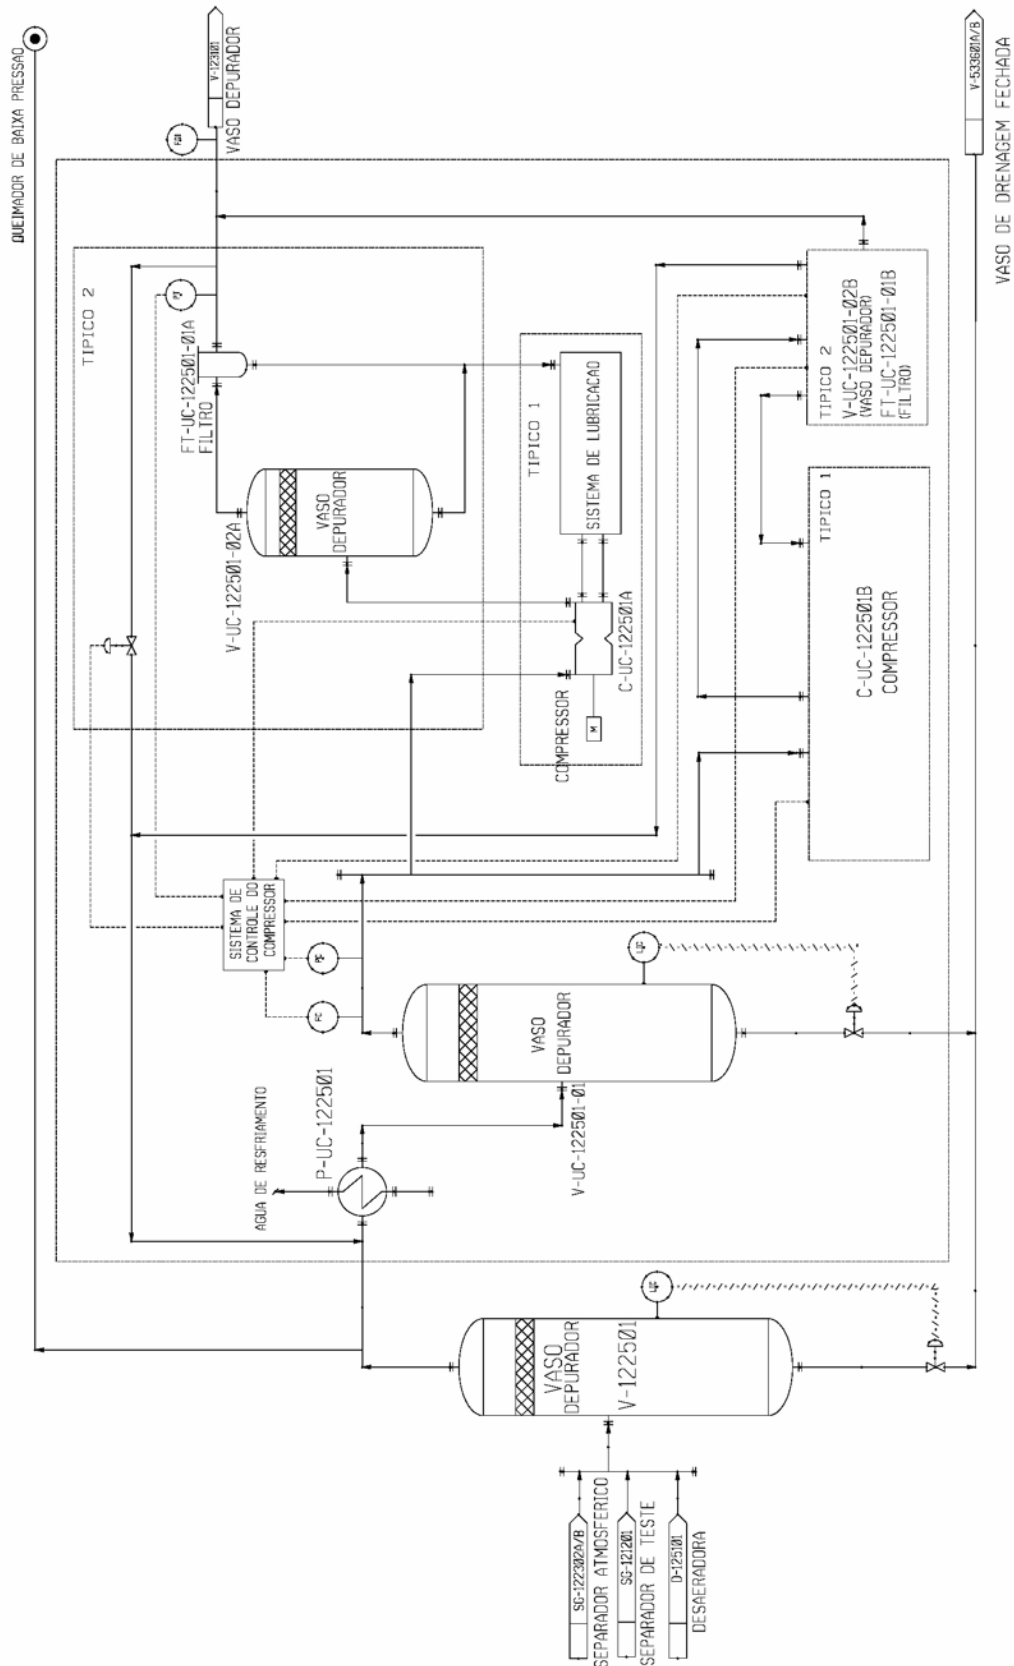 QUEIMADOR DE BAIXA PRESSAO
V-123101
VASO DEPURADOR
V-533601A/B
VASO DE DRENAGEM FECHADA
TIPICO 2
FT-UC-122501-01A
FILTRO
V-UC-122501-02A
VASO
DEPURADOR
TIPICO 1
SISTEMA DE LUBRICACAO
C-UC-122501A
COMPRESSOR
M
TIPICO 2
V-UC-122501-02B
(VASO DEPURADOR)
FT-UC-122501-01B
(FILTRO)
TIPICO 1
C-UC-122501B
COMPRESSOR
SISTEMA DE
CONTROLE DO
COMPRESSOR
VASO
DEPURADOR
V-UC-122501-01
P-UC-122501
AGUA DE RESFRIAMENTO
VASO
DEPURADOR
V-122501
SG-122302A/B
SEPARADOR ATMOSFERICO
SG-121201
SEPARADOR DE TESTE
D-125101
DESAERADORA